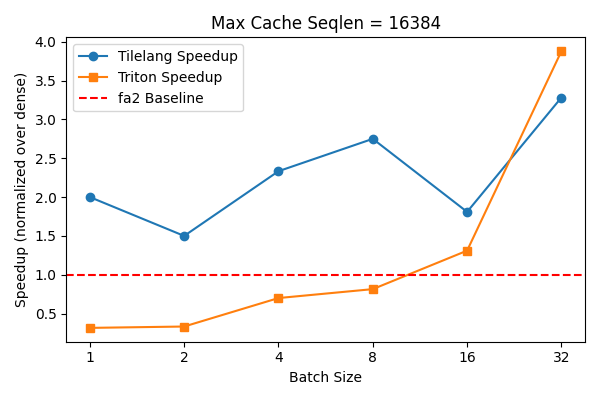 Max Cache Seqlen = 16384
Tilelang Speedup
Triton Speedup
fa2 Baseline
Speedup (normalized over dense)
4.0
3.5
3.0
2.5
2.0
1.5
1.0
0.5
1 2 4 8 16 32
Batch Size